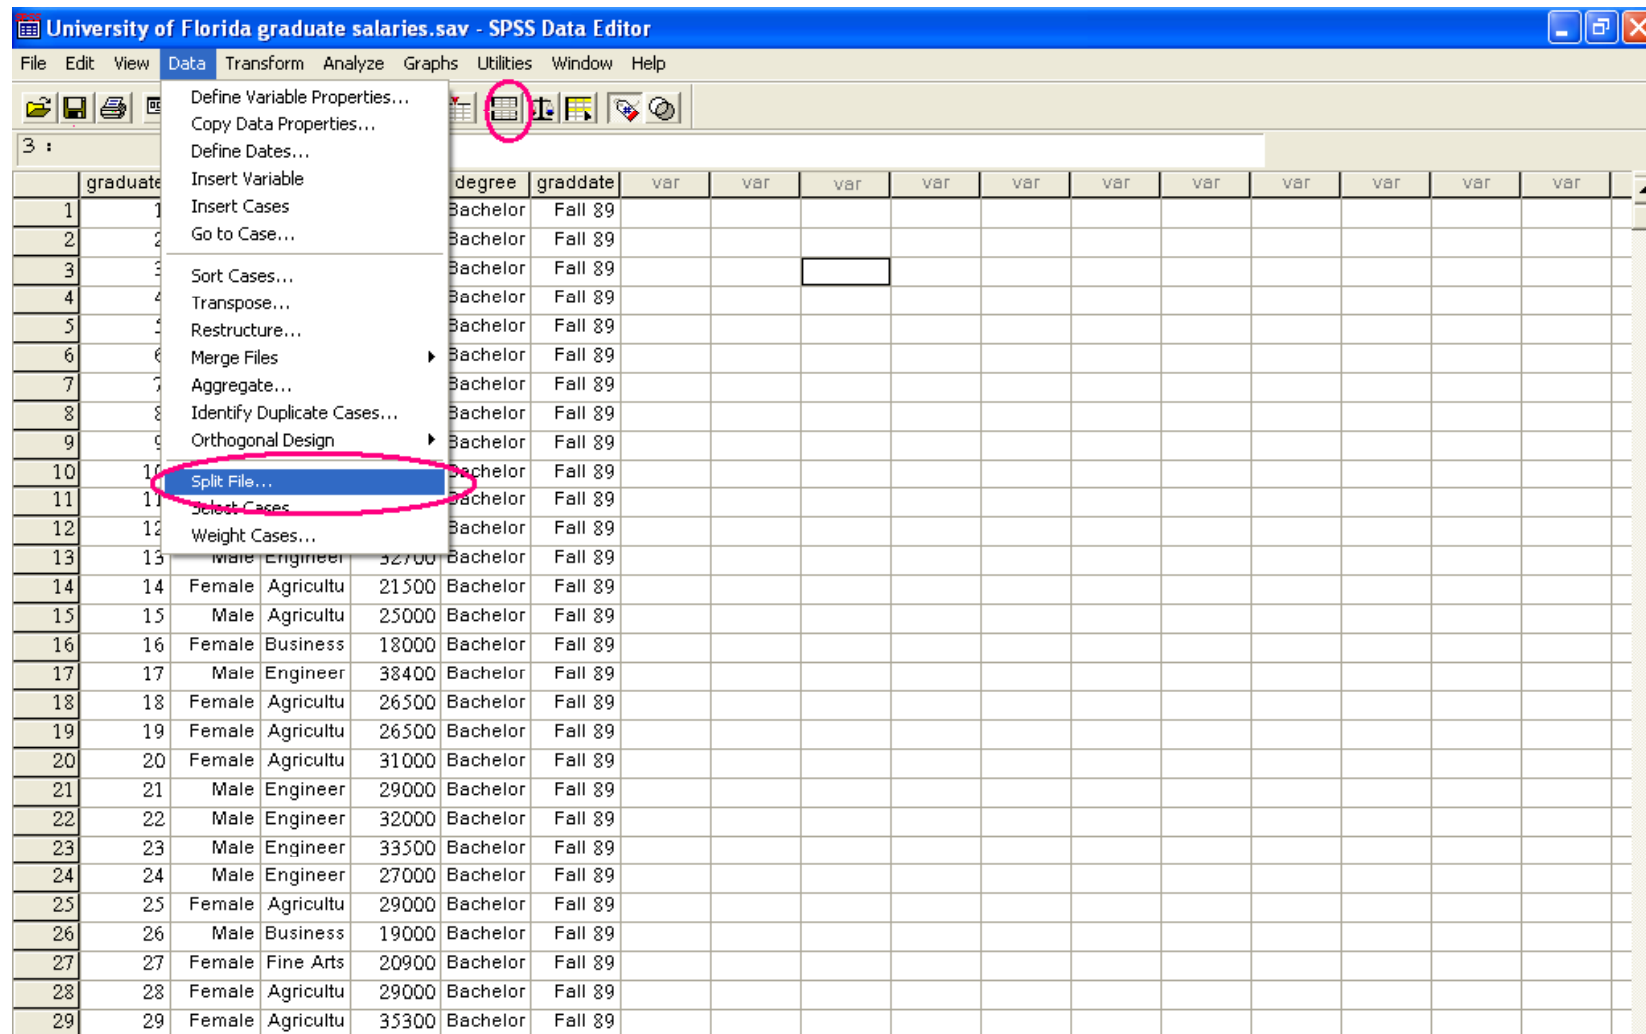 University of Florida graduate salaries.sav - SPSS Data Editor
File Edit View Data Transform Analyze Graphs Utilities Window Help
Define Variable Properties...
Copy Data Properties...
3 :
Define Dates...
graduate Insert Variable degree graddate var var var var var var var var var var var
1 Insert Cases Bachelor Fall 89
2 Go to Case... Bachelor Fall 89
3 Bachelor Fall 89
Sort Cases...
4 Transpose... Bachelor Fall 89
5 Restructure... Bachelor Fall 89
6 Merge Files Bachelor Fall 89
7 Aggregate... Bachelor Fall 89
8 Identify Duplicate Cases... Bachelor Fall 89
9 Orthogonal Design Bachelor Fall 89
10 Split File... Bachelor Fall 89
11 11 Select Cases... Bachelor Fall 89
12 12 Weight Cases... Bachelor Fall 89
13 13 Male Engineer 32700 Bachelor Fall 89
14 14 Female Agricultu 21500 Bachelor Fall 89
15 15 Male Agricultu 25000 Bachelor Fall 89
16 16 Female Business 18000 Bachelor Fall 89
17 17 Male Engineer 38400 Bachelor Fall 89
18 18 Female Agricultu 26500 Bachelor Fall 89
19 19 Female Agricultu 26500 Bachelor Fall 89
20 20 Female Agricultu 31000 Bachelor Fall 89
21 21 Male Engineer 29000 Bachelor Fall 89
22 22 Male Engineer 32000 Bachelor Fall 89
23 23 Male Engineer 33500 Bachelor Fall 89
24 24 Male Engineer 27000 Bachelor Fall 89
25 25 Female Agricultu 29000 Bachelor Fall 89
26 26 Male Business 19000 Bachelor Fall 89
27 27 Female Fine Arts 20900 Bachelor Fall 89
28 28 Female Agricultu 29000 Bachelor Fall 89
29 29 Female Agricultu 35300 Bachelor Fall 89